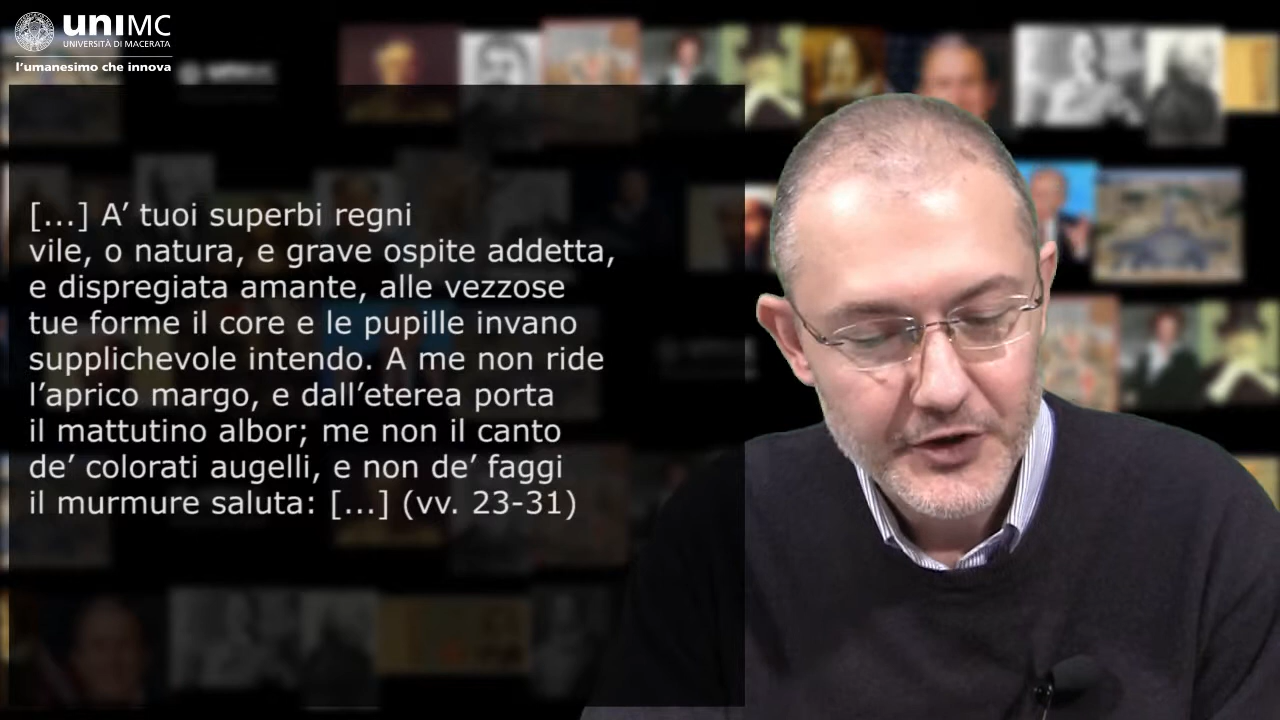 uniMC
UNIVERSITÀ DI MACERATA
l'umanesimo che innova
[...] A’ tuoi superbi regni
vile, o natura, e grave ospite addetta,
e dispregiata amante, alle vezzose
tue forme il core e le pupille invano
supplichevole intendo. A me non ride
l’aprico margo, e dall’eterea porta
il mattutino albor; me non il canto
de’ colorati augelli, e non de’ faggi
il murmure saluta: [...] (vv. 23-31)